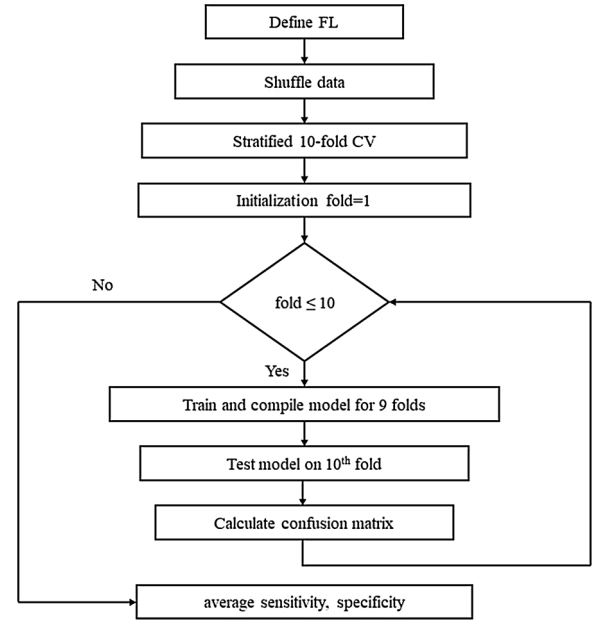 Define FL
Shuffle data
Stratified 10-fold CV
Initialization fold=1
No
fold ≤ 10
Yes
Train and compile model for 9 folds
Test model on 10th fold
Calculate confusion matrix
average sensitivity, specificity